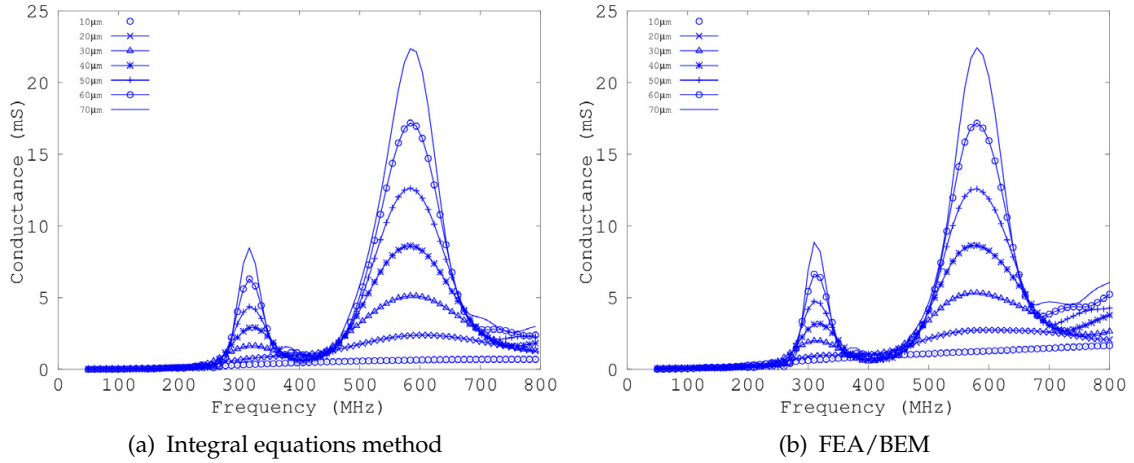 25
20
15
10
5
0
Conductance (mS)
10μm
20μm
30μm
40μm
50μm
60μm
70μm
0 100 200 300 400 500 600 700 800
Frequency (MHz)
(a) Integral equations method
25
20
15
10
5
0
Conductance (mS)
10μm
20μm
30μm
40μm
50μm
60μm
70μm
0 100 200 300 400 500 600 700 800
Frequency (MHz)
(b) FEA/BEM